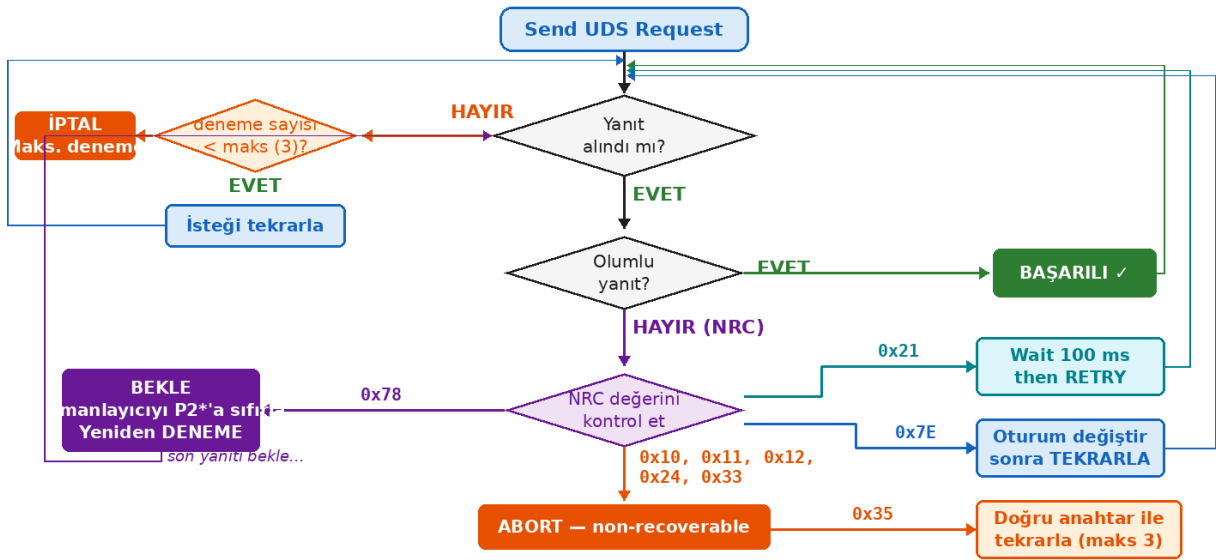 Send UDS Request
HAYIR
İPTAL
Maks. deneme
deneme sayısı
< maks (3)?
Yanıt
alındı mı?
EVET
EVET
İsteği tekrarla
Olumlu
yanıt?
EVET
BAŞARILI ✓
HAYIR (NRC)
0x21
Wait 100 ms
then RETRY
BEKLE
P2*'a
Yeniden DENEME
0x78
NRC değerini
kontrol et
0x7E
Oturum değiştir
sonra TEKRARLA
son yanıtı bekle...
0x10, 0x11, 0x12,
0x24, 0x33
ABORT — non-recoverable
0x35
Doğru anahtar ile
tekrarla (maks 3)